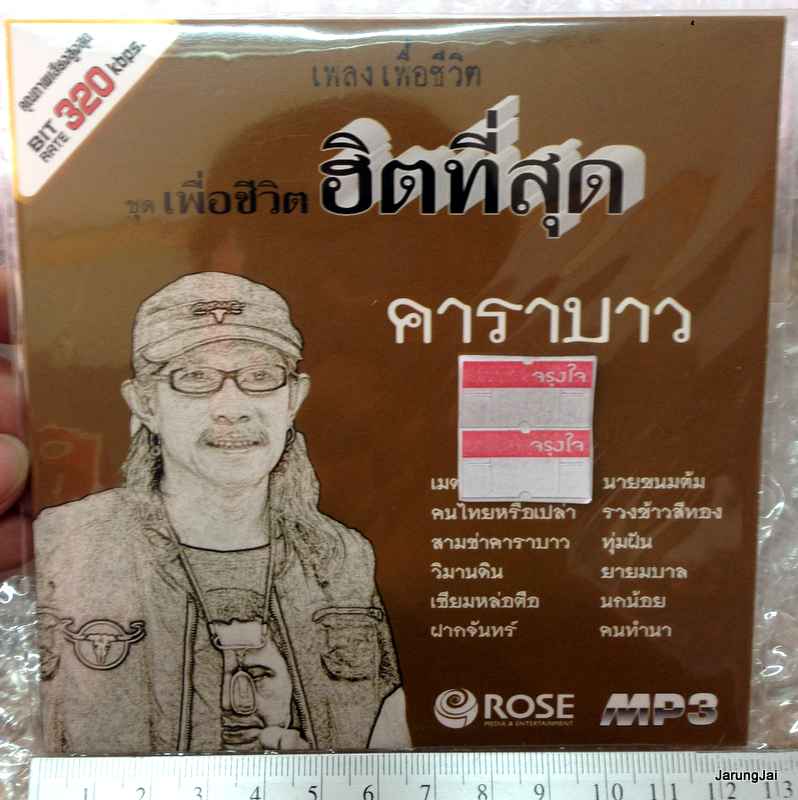 คุณภาพเสียงสูงสุด
BIT RATE 320 kbps.
เพลง เพื่อชีวิต
ชุด เพื่อชีวิต ฮิตที่สุด
คาราบาว
จรุงใจ
จรุงใจ
นายขนมต้ม
คนไทยหรือเปล่า รวงข้าวสีทอง
สามช่าคาราบาว ทุ่มฝัน
วิมานดิน ยายมบาล
เซียมหล่อตือ นกน้อย
ฝากจันทร์ คนทำนา
ROSE MP3
MEDIA & ENTERTAINMENT
1 2 3 4 5 6 7 8 9 10 11 12 13
JarungJai